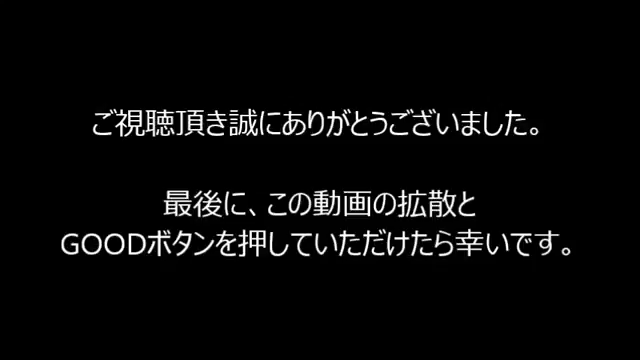 ご視聴頂き誠にありがとうございました。
最後に、この動画の拡散と
GOODボタンを押していただけたら幸いです。